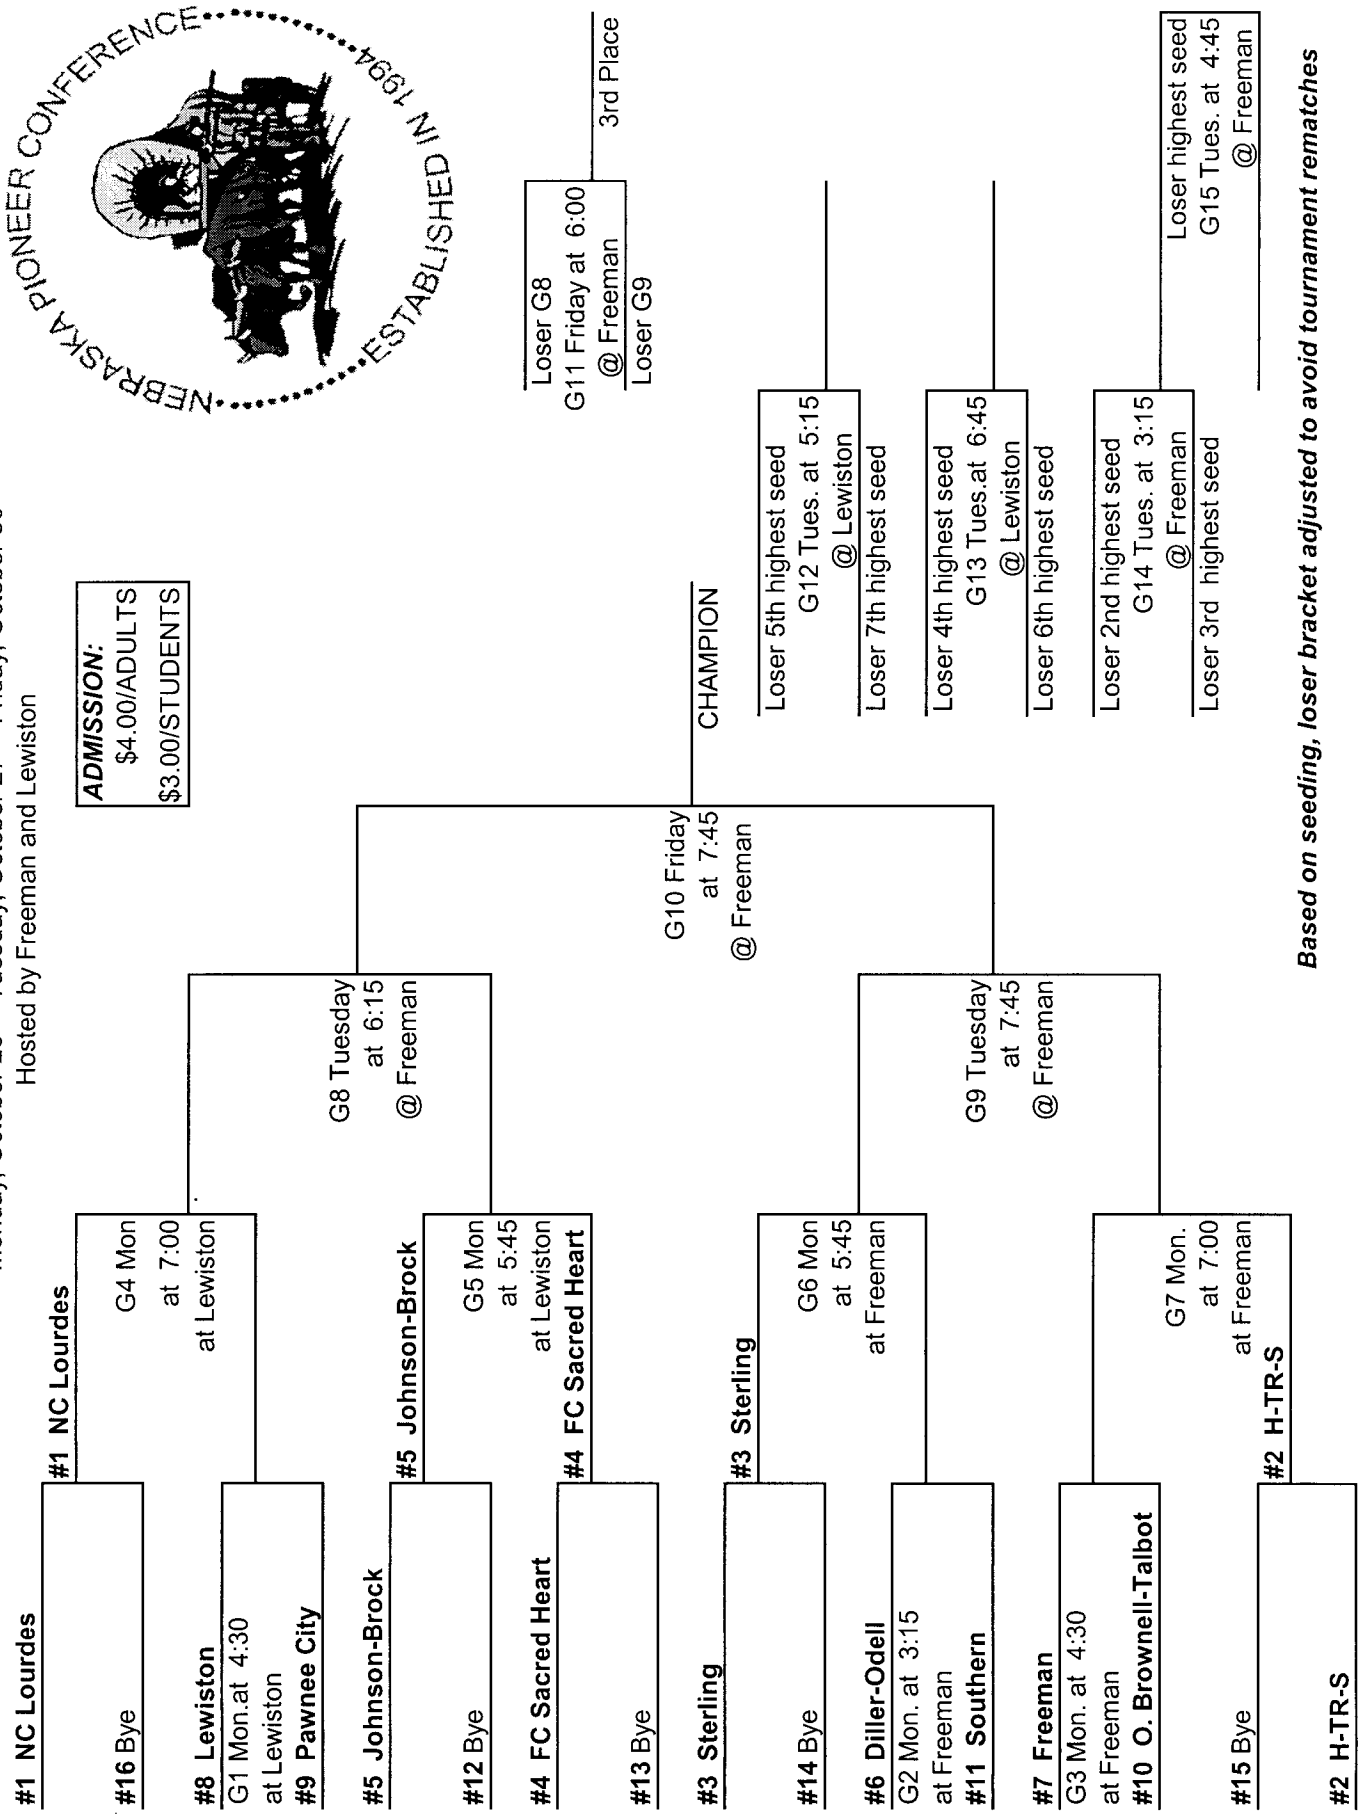 Hosted by Freeman and Lewiston
NEBRASKA PIONEER CONFERENCE
ESTABLISHED IN 1994
ADMISSION:
$4.00/ADULTS
$3.00/STUDENTS
#1 NC Lourdes
#16 Bye
#1 NC Lourdes
G4 Mon
at 7:00
at Lewiston
#8 Lewiston
G1 Mon.at 4:30
at Lewiston
#9 Pawnee City
G8 Tuesday
at 6:15
@ Freeman
#5 Johnson-Brock
#12 Bye
#5 Johnson-Brock
G5 Mon
at 5:45
at Lewiston
#4 FC Sacred Heart
#4 FC Sacred Heart
#13 Bye
G10 Friday
at 7:45
@ Freeman
CHAMPION
#3 Sterling
#14 Bye
#3 Sterling
G6 Mon
at 5:45
at Freeman
#6 Diller-Odell
G2 Mon. at 3:15
at Freeman
#11 Southern
G9 Tuesday
at 7:45
@ Freeman
#7 Freeman
G3 Mon. at 4:30
at Freeman
#10 O. Brownell-Talbot
G7 Mon.
at 7:00
at Freeman
#2 H-TR-S
#15 Bye
#2 H-TR-S
Loser G8
G11 Friday at 6:00
@ Freeman
Loser G9
3rd Place
Loser 5th highest seed
G12 Tues. at 5:15
@ Lewiston
Loser 7th highest seed
Loser 4th highest seed
G13 Tues.at 6:45
@ Lewiston
Loser 6th highest seed
Loser 2nd highest seed
G14 Tues. at 3:15
@ Freeman
Loser 3rd highest seed
Loser highest seed
G15 Tues. at 4:45
@ Freeman
Based on seeding, loser bracket adjusted to avoid tournament rematches